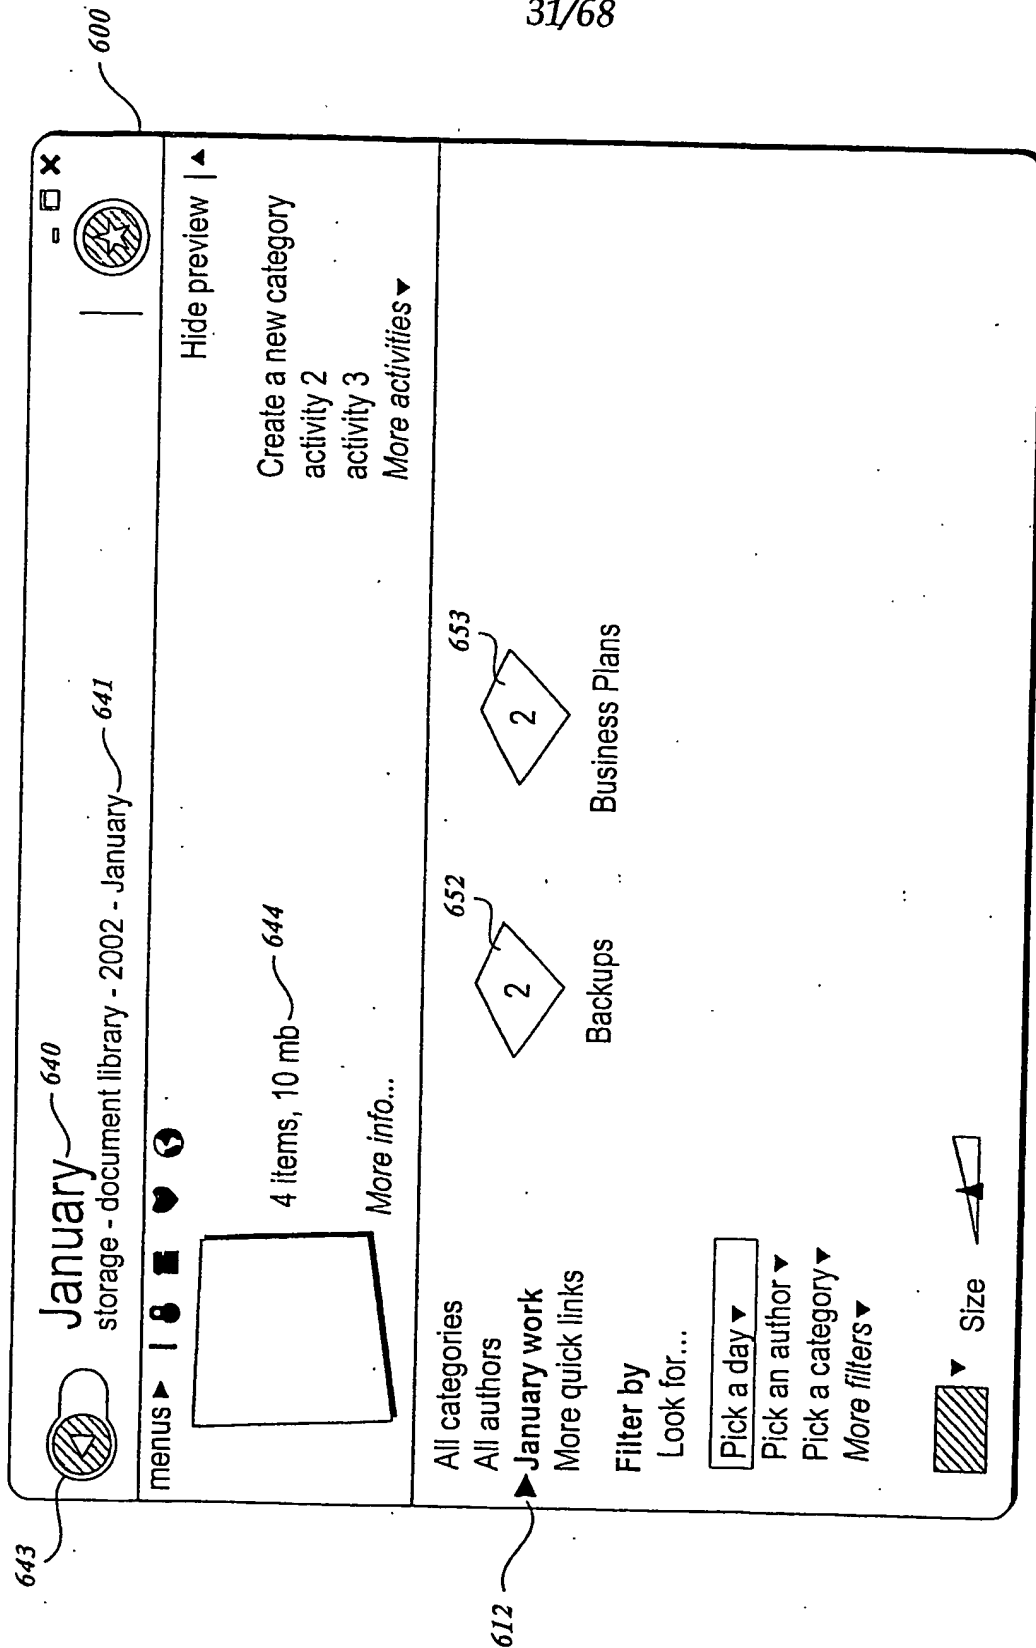 31/68
600
643
January
640
storage - document library - 2002 - January
641
menus
Hide preview
4 items, 10 mb
644
More info...
Create a new category
activity 2
activity 3
More activities
612
All categories
All authors
January work
More quick links
Filter by
Look for...
Pick a day
Pick an author
Pick a category
More filters
Size
652
2
Backups
653
2
Business Plans